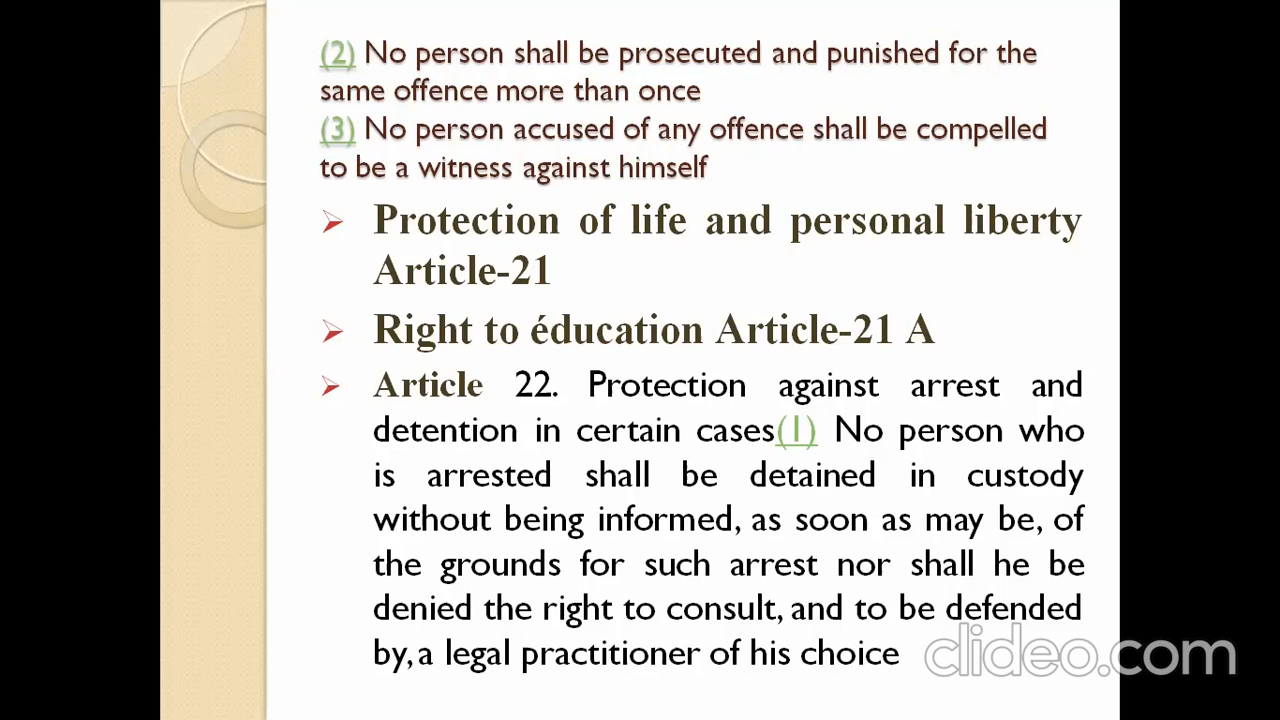 (2) No person shall be prosecuted and punished for the
same offence more than once
(3) No person accused of any offence shall be compelled
to be a witness against himself
➢ Protection of life and personal liberty
Article-21
➢ Right to éducation Article-21 A
➢ Article 22. Protection against arrest and
detention in certain cases(1) No person who
is arrested shall be detained in custody
without being informed, as soon as may be, of
the grounds for such arrest nor shall he be
denied the right to consult, and to be defended
by, a legal practitioner of his choice
clideo.com